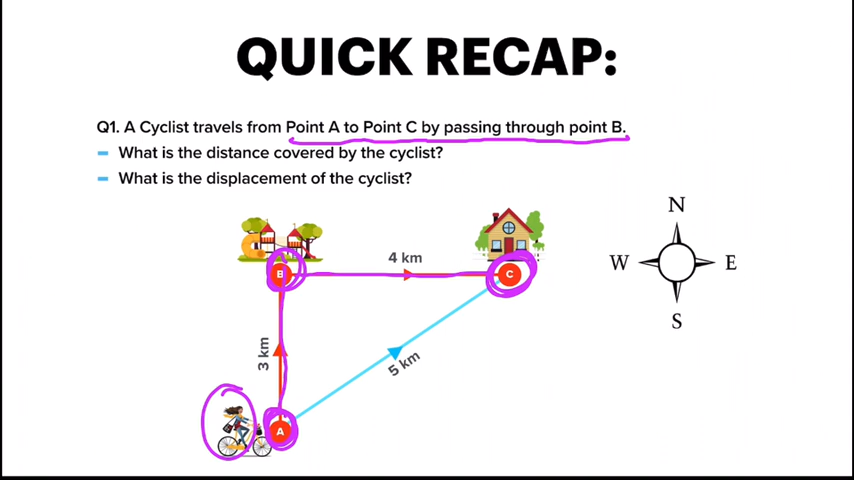 QUICK RECAP:
Q1. A Cyclist travels from Point A to Point C by passing through point B.
What is the distance covered by the cyclist?
What is the displacement of the cyclist?
N
W
E
S
B
4 km
C
3 km
5 km
A